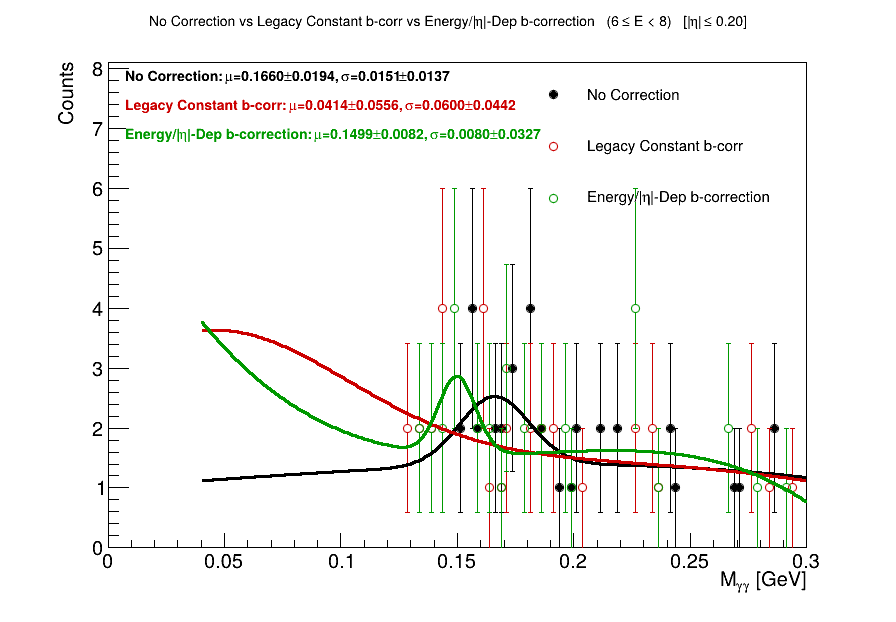 No Correction vs Legacy Constant b-corr vs Energy/|η|-Dep b-correction (6 ≤ E < 8) [|η| ≤ 0.20]
Counts
8
7
6
5
4
3
2
1
0
No Correction: μ=0.1660±0.0194, σ=0.0151±0.0137
Legacy Constant b-corr: μ=0.0414±0.0556, σ=0.0600±0.0442
Energy/|η|-Dep b-correction: μ=0.1499±0.0082, σ=0.0080±0.0327
No Correction
Legacy Constant b-corr
Energy/|η|-Dep b-correction
0 0.05 0.1 0.15 0.2 0.25 0.3
M_γγ [GeV]